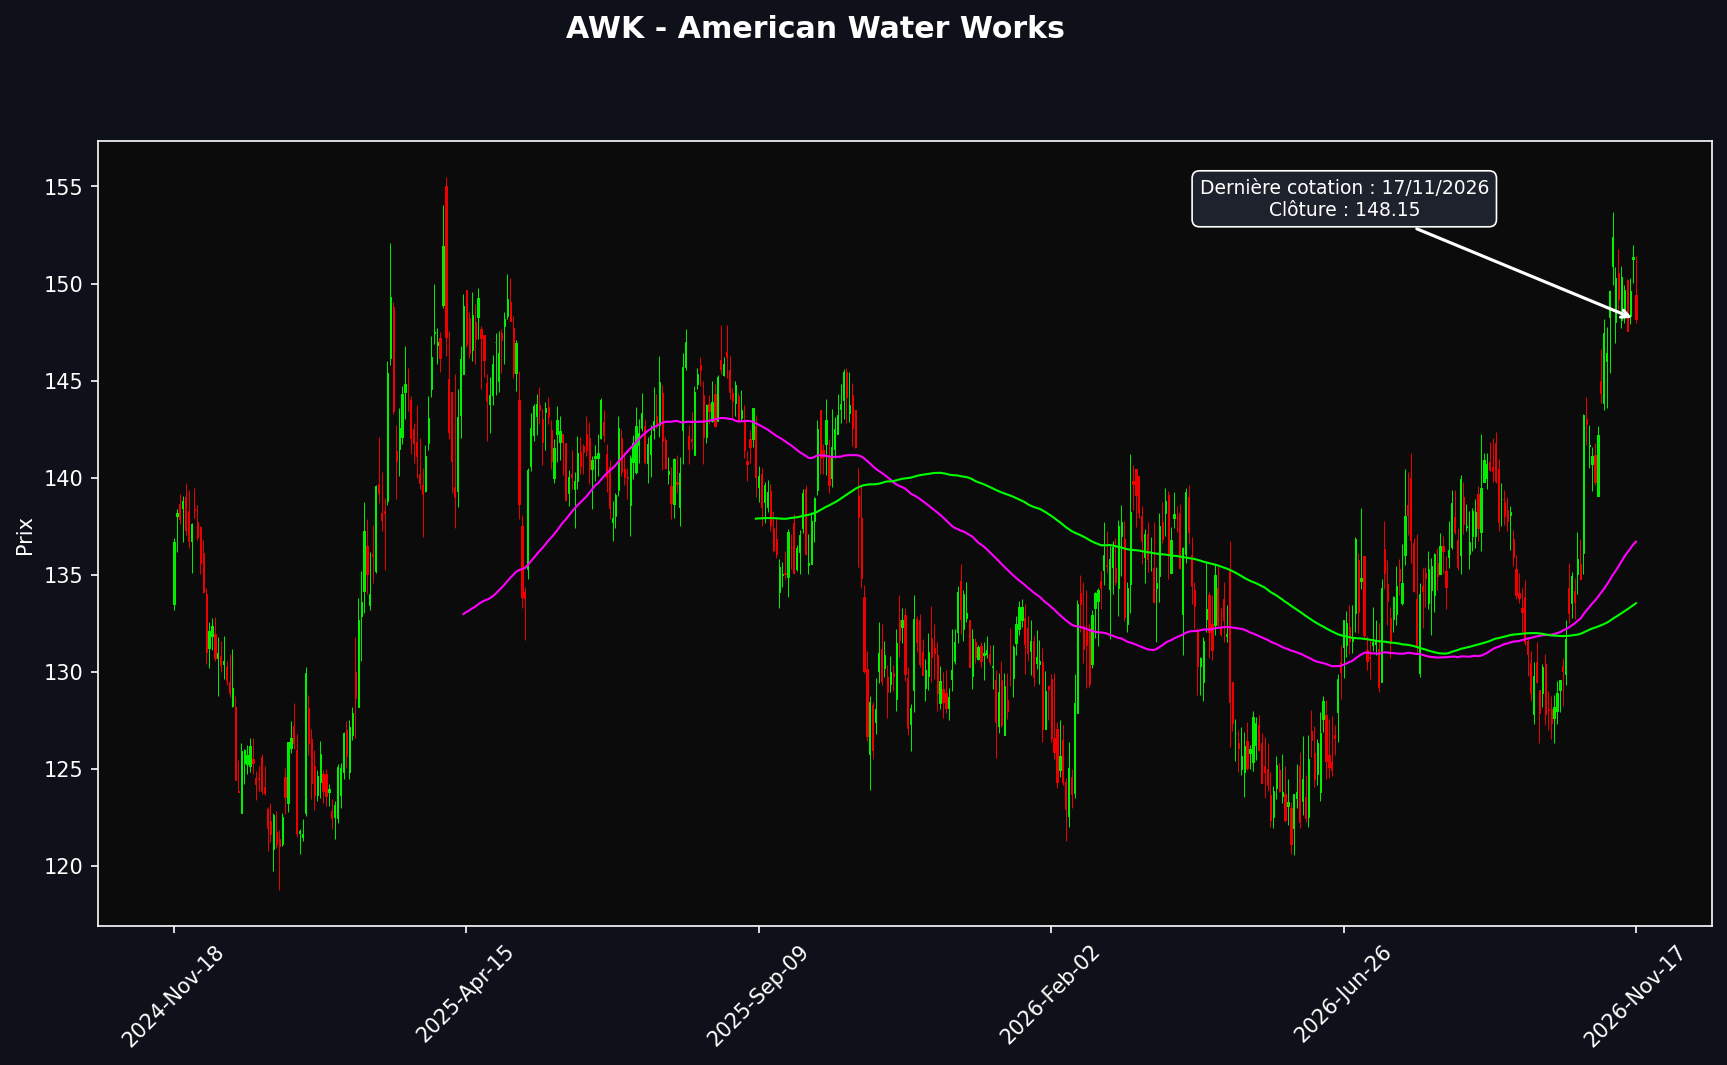 AWK - American Water Works
Dernière cotation : 17/11/2026
Clôture : 148.15
Prix
155
150
145
140
135
130
125
120
2024-Nov-18
2025-Apr-15
2025-Sep-09
2026-Feb-02
2026-Jun-26
2026-Nov-17